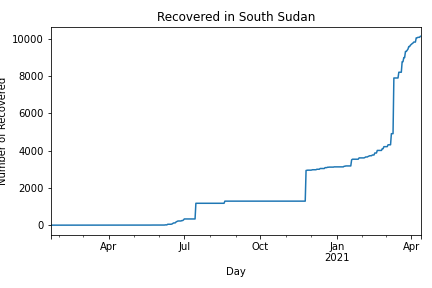 Recovered in South Sudan
Number of Recovered
10000
8000
6000
4000
2000
0
Apr
Jul
Oct
Jan
2021
Apr
Day